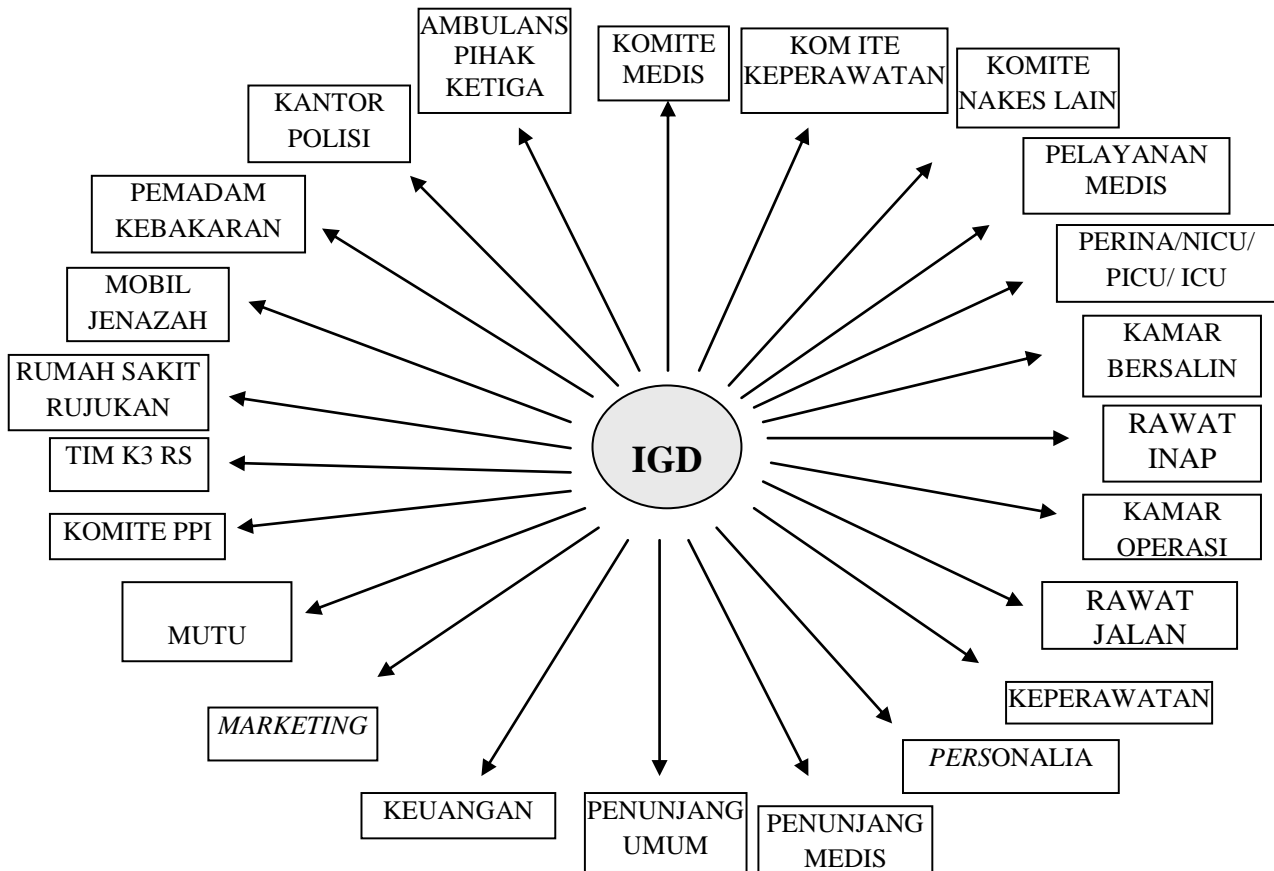 AMBULANS
PIHAK
KETIGA
KOMITE
MEDIS
KOM ITE
KEPERAWATAN
KOMITE
NAKES LAIN
KANTOR
POLISI
PELAYANAN
MEDIS
PEMADAM
KEBAKARAN
PERINA/NICU/
PICU/ ICU
MOBIL
JENAZAH
KAMAR
BERSALIN
RUMAH SAKIT
RUJUKAN
RAWAT
INAP
IGD
TIM K3 RS
KAMAR
OPERASI
KOMITE PPI
RAWAT
JALAN
MUTU
KEPERAWATAN
MARKETING
PERSONALIA
KEUANGAN
PENUNJANG
UMUM
PENUNJANG
MEDIS